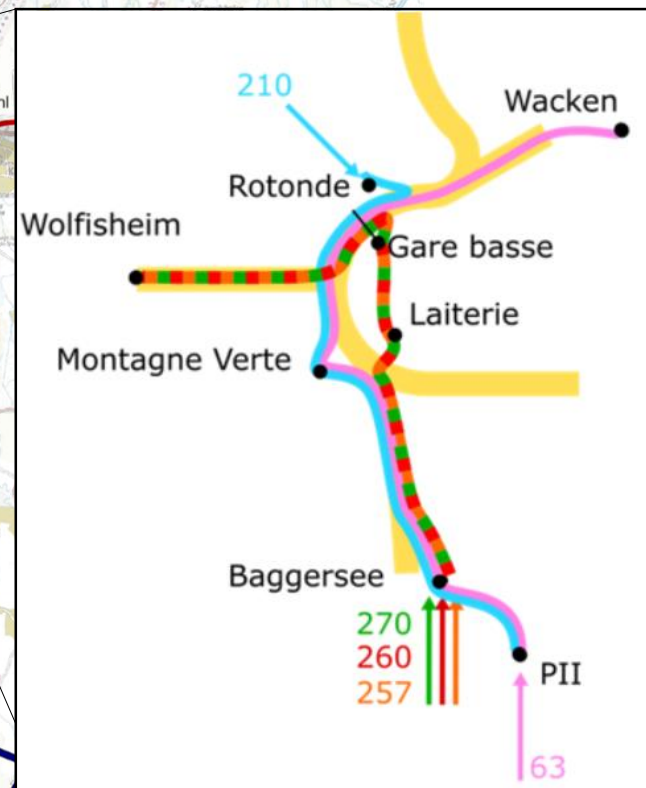 210
Wacken
Rotonde
Wolfisheim
Gare basse
Laiterie
Montagne Verte
Baggersee
270
260
257
PII
63